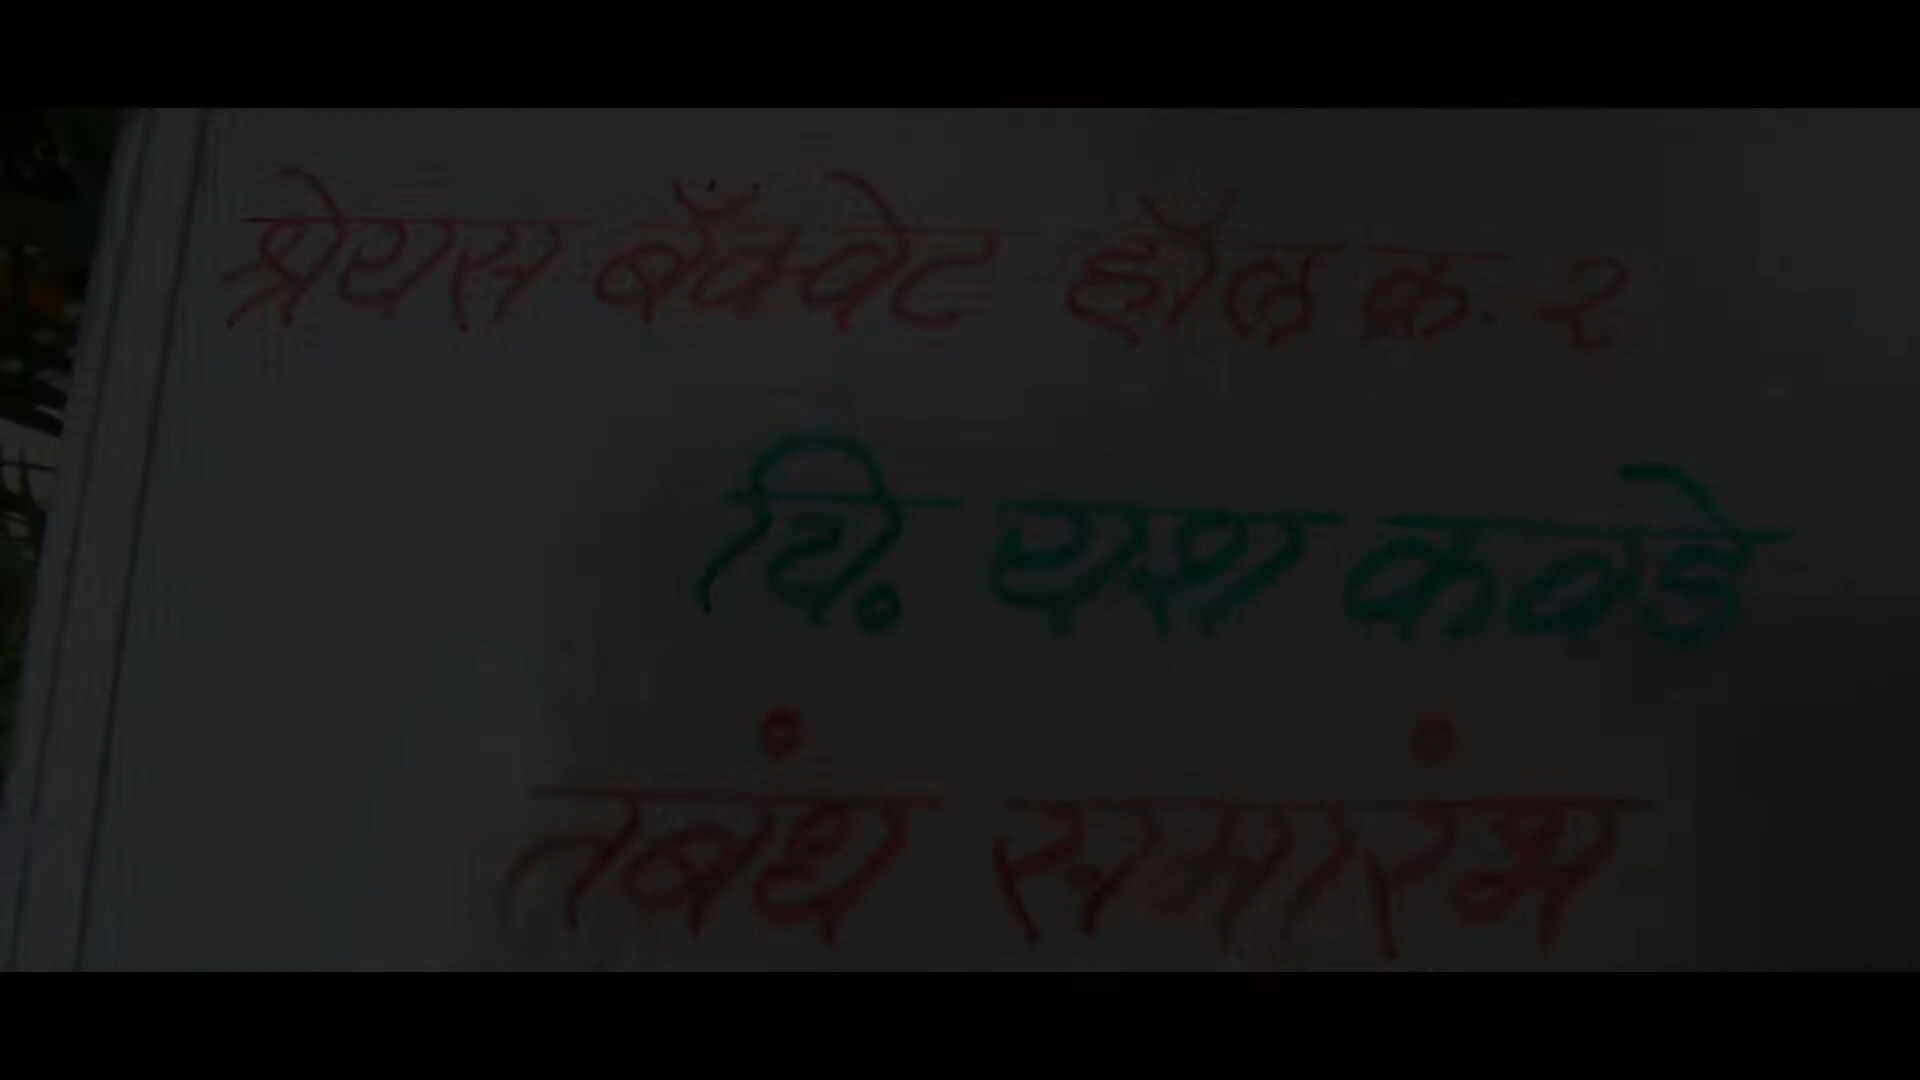 श्रेयस बॅंक्वेट हॉल क्र. २
चि. यश कवडे
तबंध समारंभ